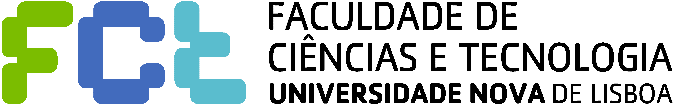 FCt
FACULDADE DE
CIÊNCIAS E TECNOLOGIA
UNIVERSIDADE NOVA DE LISBOA